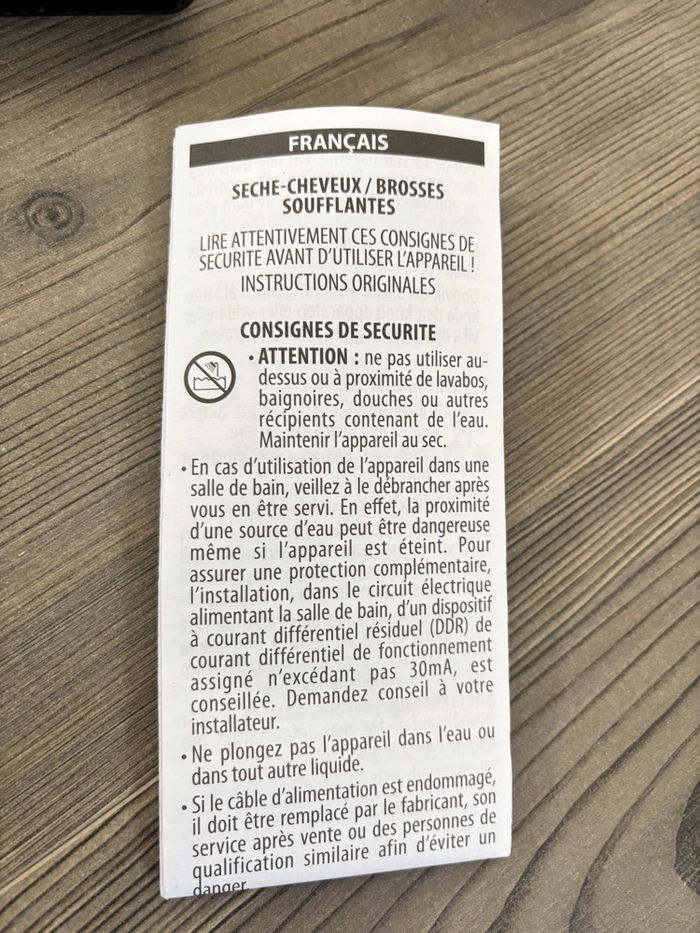 FRANÇAIS
SECHE-CHEVEUX / BROSSES
SOUFFLANTES
LIRE ATTENTIVEMENT CES CONSIGNES DE
SECURITE AVANT D'UTILISER L'APPAREIL !
INSTRUCTIONS ORIGINALES
CONSIGNES DE SECURITE
• ATTENTION : ne pas utiliser au-
dessus ou à proximité de lavabos,
baignoires, douches ou autres
récipients contenant de l'eau.
Maintenir l'appareil au sec.
• En cas d'utilisation de l'appareil dans une
salle de bain, veillez à le débrancher après
vous en être servi. En effet, la proximité
d'une source d'eau peut être dangereuse
même si l'appareil est éteint. Pour
assurer une protection complémentaire,
l'installation, dans le circuit électrique
alimentant la salle de bain, d'un dispositif
à courant différentiel résiduel (DDR) de
courant différentiel de fonctionnement
assigné n'excédant pas 30mA, est
conseillée. Demandez conseil à votre
installateur.
• Ne plongez pas l'appareil dans l'eau ou
dans tout autre liquide.
• Si le câble d'alimentation est endommagé,
il doit être remplacé par le fabricant, son
service après vente ou des personnes de
qualification similaire afin d'éviter un
danger.